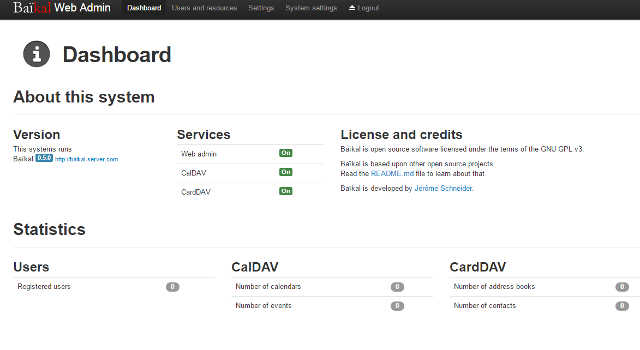 Baïkal Web Admin Dashboard Users and resources Settings System settings Logout
Dashboard
About this system
Version
This systems runs
Baikal 0.5.0 http://baikal-server.com
Services
Web admin On
CalDAV On
CardDAV On
License and credits
Baïkal is open source software licensed under the terms of the GNU GPL v3.
Baïkal is based upon other open source projects.
Read the README.md file to learn about that.
Baïkal is developed by Jérôme Schneider.
Statistics
Users
Registered users 0
CalDAV
Number of calendars 0
Number of events 0
CardDAV
Number of address books 0
Number of contacts 0